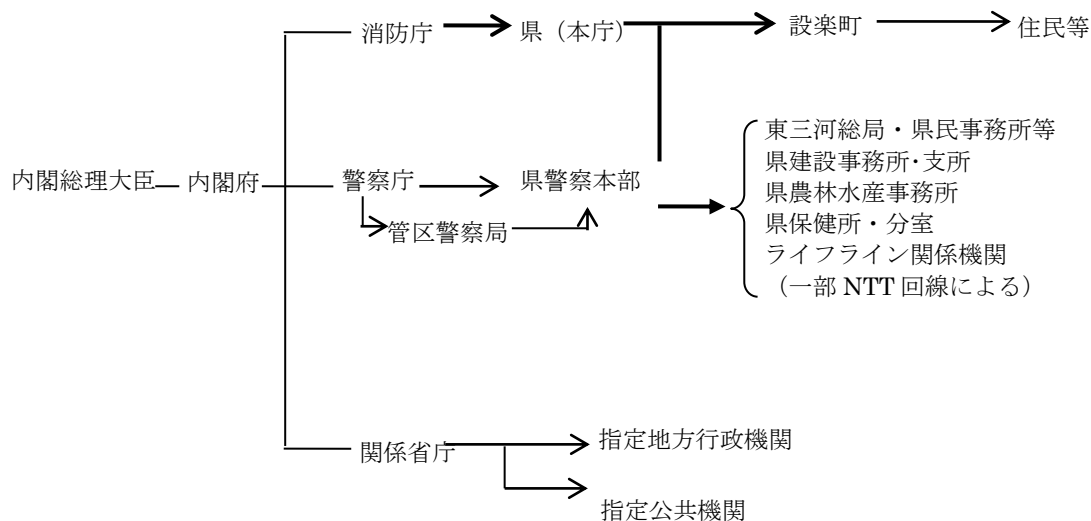 消防庁
県（本庁）
設楽町
住民等
内閣総理大臣
内閣府
警察庁
県警察本部
管区警察局
東三河総局・県民事務所等
県建設事務所・支所
県農林水産事務所
県保健所・分室
ライフライン関係機関
（一部 NTT 回線による）
関係省庁
指定地方行政機関
指定公共機関